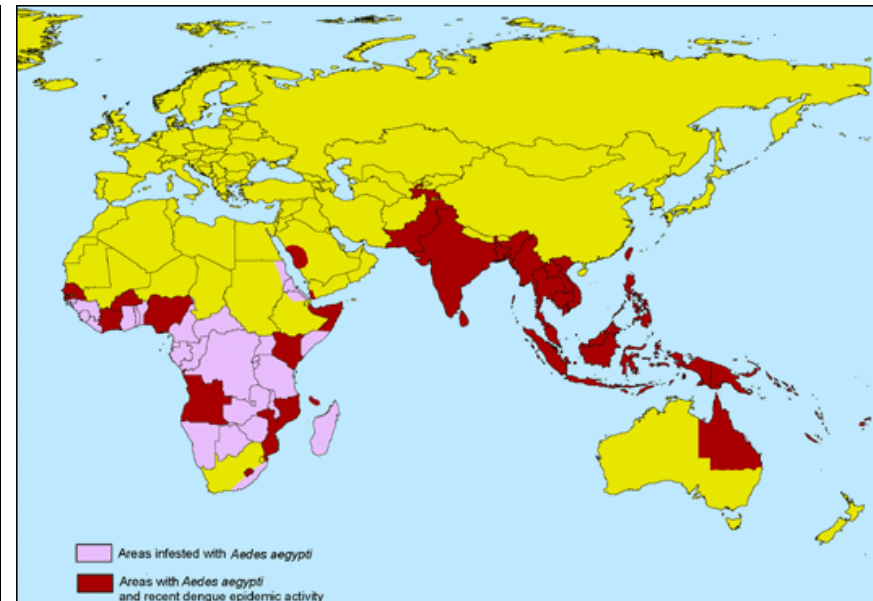 Areas infested with Aedes aegypti
Areas with Aedes aegypti
and recent dengue epidemic activity